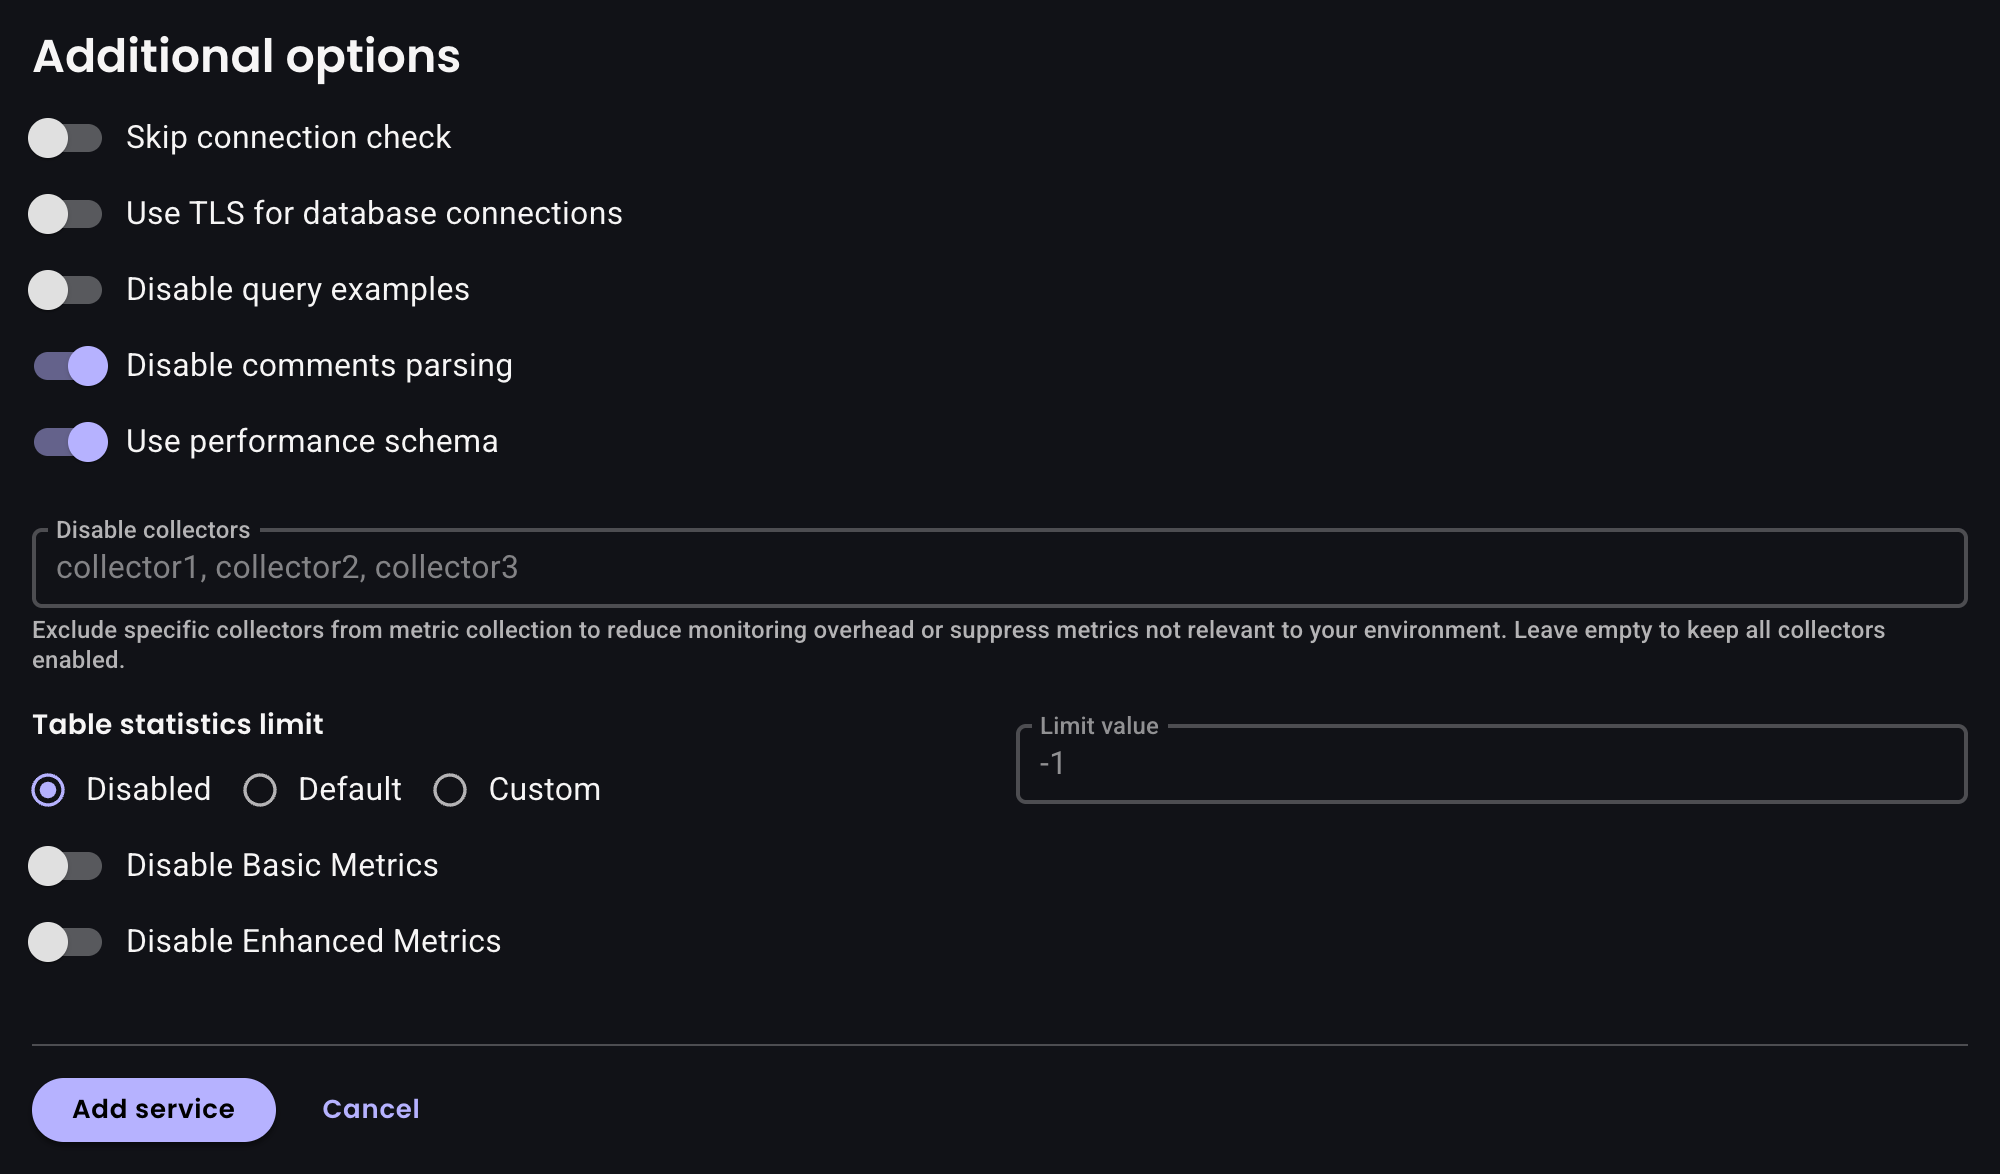 Additional options
Skip connection check
Use TLS for database connections
Disable query examples
Disable comments parsing
Use performance schema
Disable collectors
collector1, collector2, collector3
Exclude specific collectors from metric collection to reduce monitoring overhead or suppress metrics not relevant to your environment. Leave empty to keep all collectors
enabled.
Table statistics limit
Disabled Default Custom
Limit value
-1
Disable Basic Metrics
Disable Enhanced Metrics
Add service Cancel